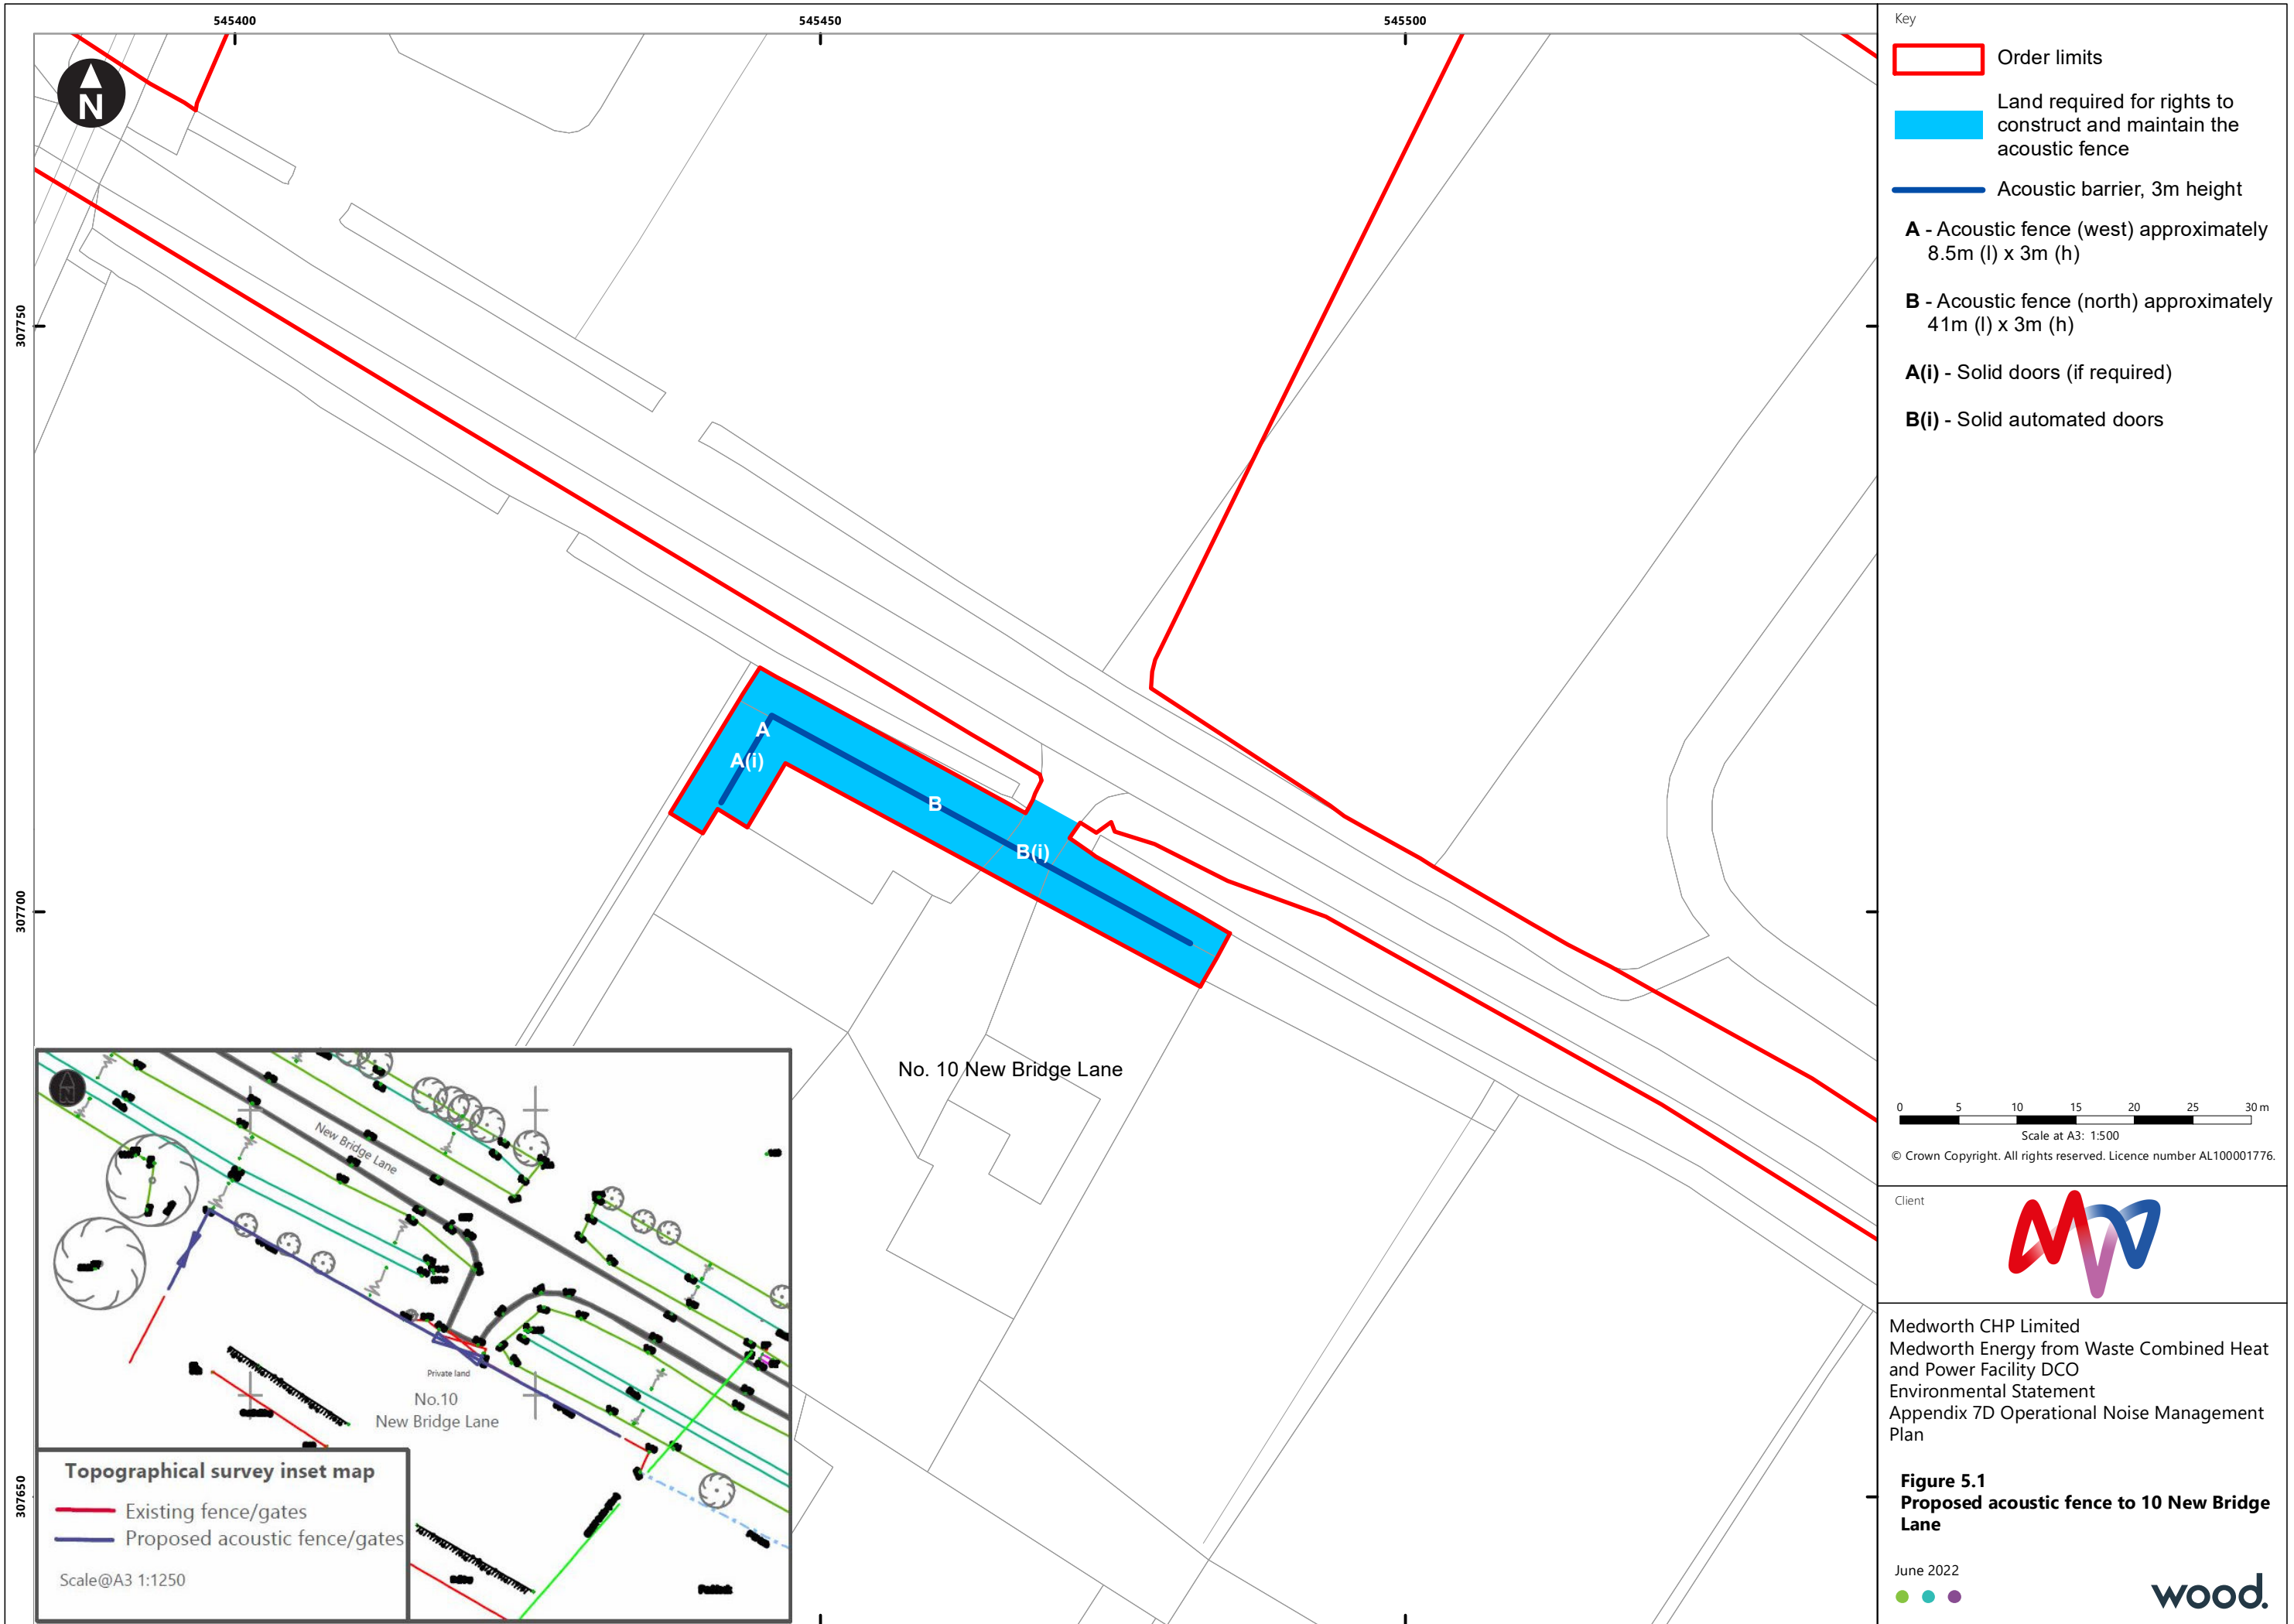 545400
545450
545500
307750
307700
307650
N
A
A(i)
B
B(i)
No. 10 New Bridge Lane
N
New Bridge Lane
Private land
No.10
New Bridge Lane
Topographical survey inset map
Existing fence/gates
Proposed acoustic fence/gates
Scale@A3 1:1250
Key
Order limits
Land required for rights to
construct and maintain the
acoustic fence
Acoustic barrier, 3m height
A - Acoustic fence (west) approximately
8.5m (l) x 3m (h)
B - Acoustic fence (north) approximately
41m (l) x 3m (h)
A(i) - Solid doors (if required)
B(i) - Solid automated doors
0 5 10 15 20 25 30 m
Scale at A3: 1:500
© Crown Copyright. All rights reserved. Licence number AL100001776.
Client
MVV
Medworth CHP Limited
Medworth Energy from Waste Combined Heat
and Power Facility DCO
Environmental Statement
Appendix 7D Operational Noise Management
Plan
Figure 5.1
Proposed acoustic fence to 10 New Bridge
Lane
June 2022
wood.